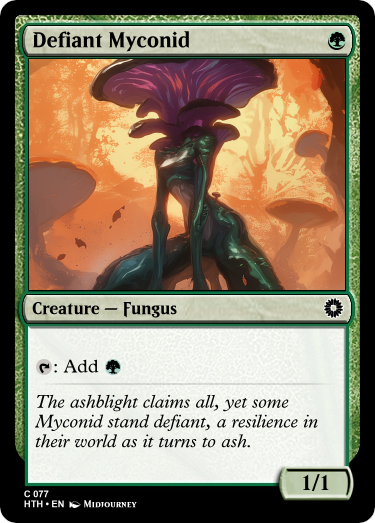 Defiant Myconid
Creature — Fungus
: Add
The ashblight claims all, yet some
Myconid stand defiant, a resilience in
their world as it turns to ash.
1/1
C 077
HTH • EN Midjourney